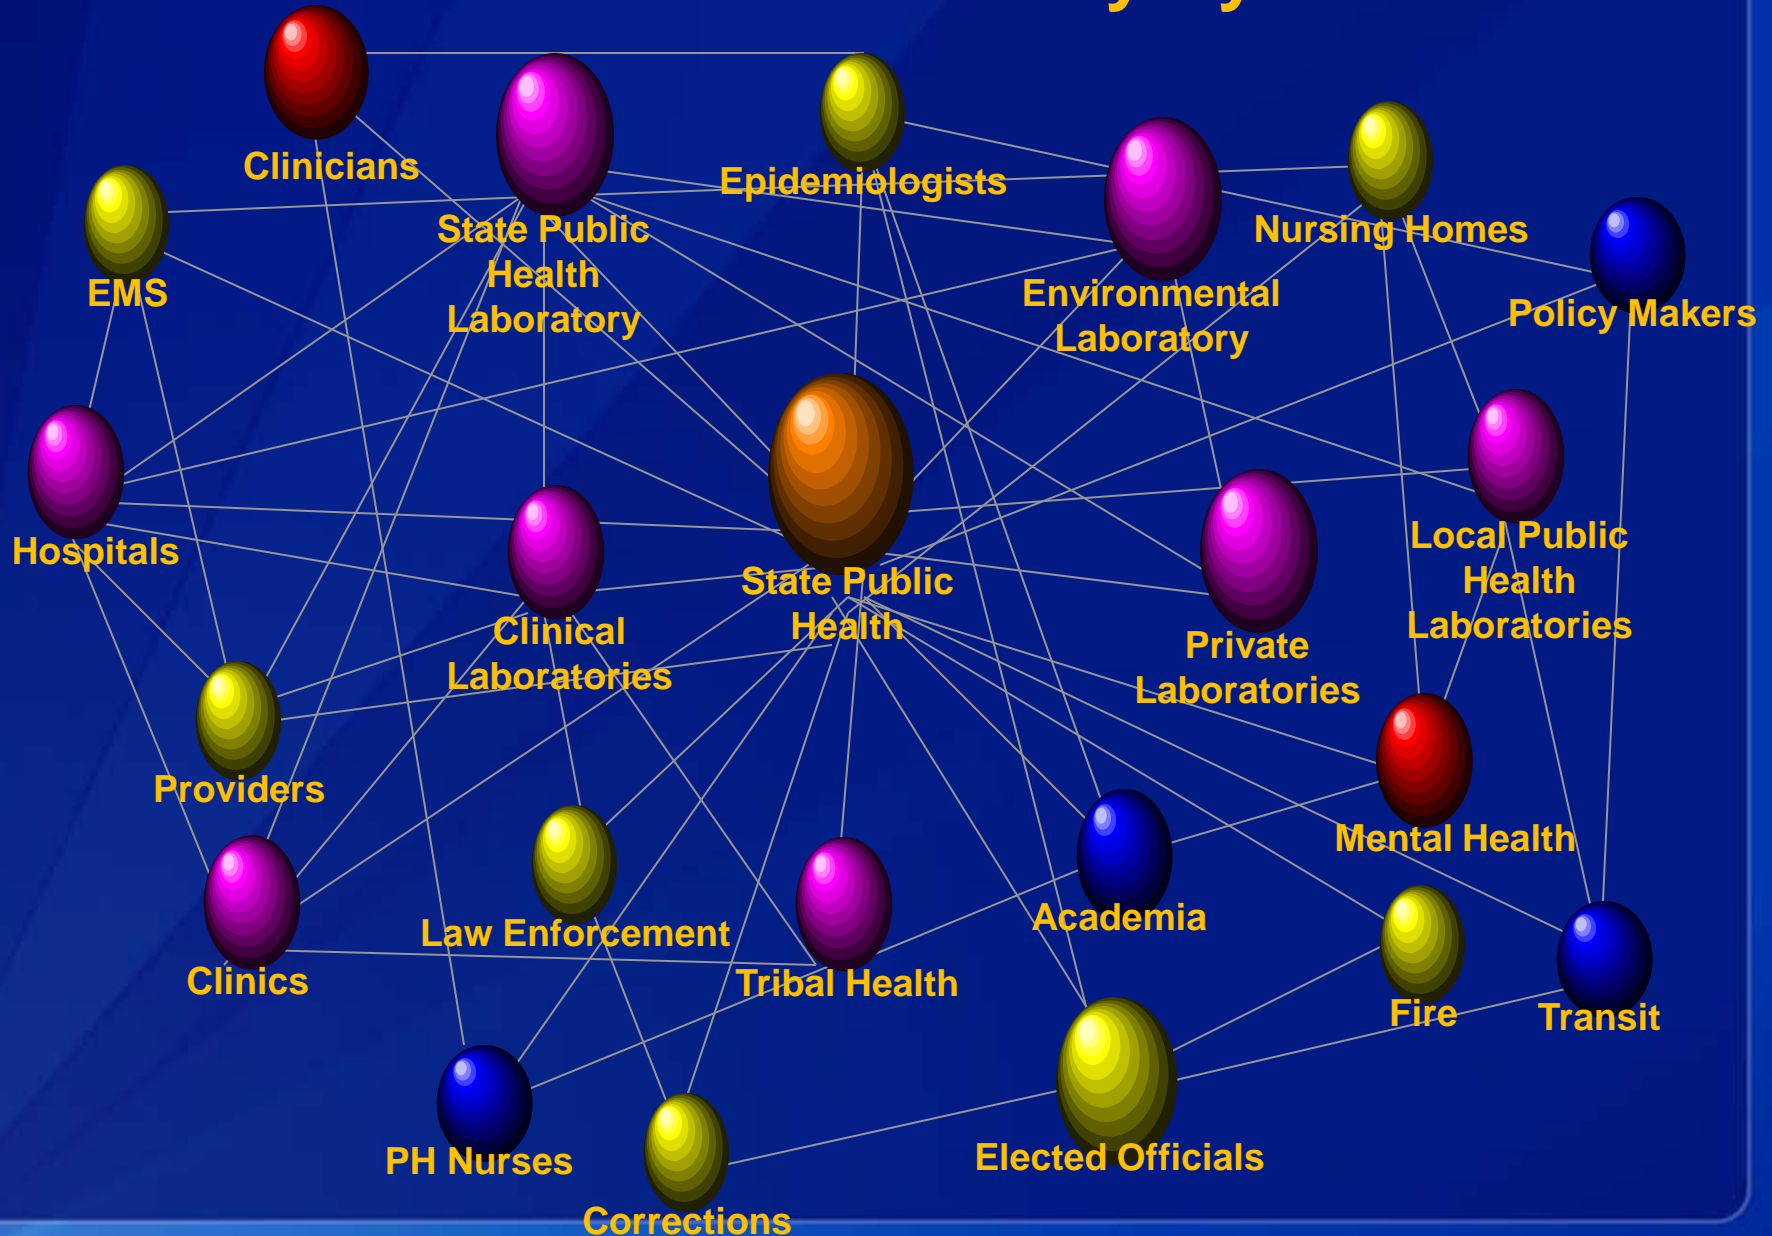 Clinicians
State Public
Health
Laboratory
Epidemiologists
EMS
Environmental
Laboratory
Nursing Homes
Policy Makers
Hospitals
State Public
Health
Clinical
Laboratories
Private
Laboratories
Local Public
Health
Laboratories
Providers
Mental Health
Law Enforcement
Academia
Clinics
Tribal Health
Fire
Transit
PH Nurses
Elected Officials
Corrections